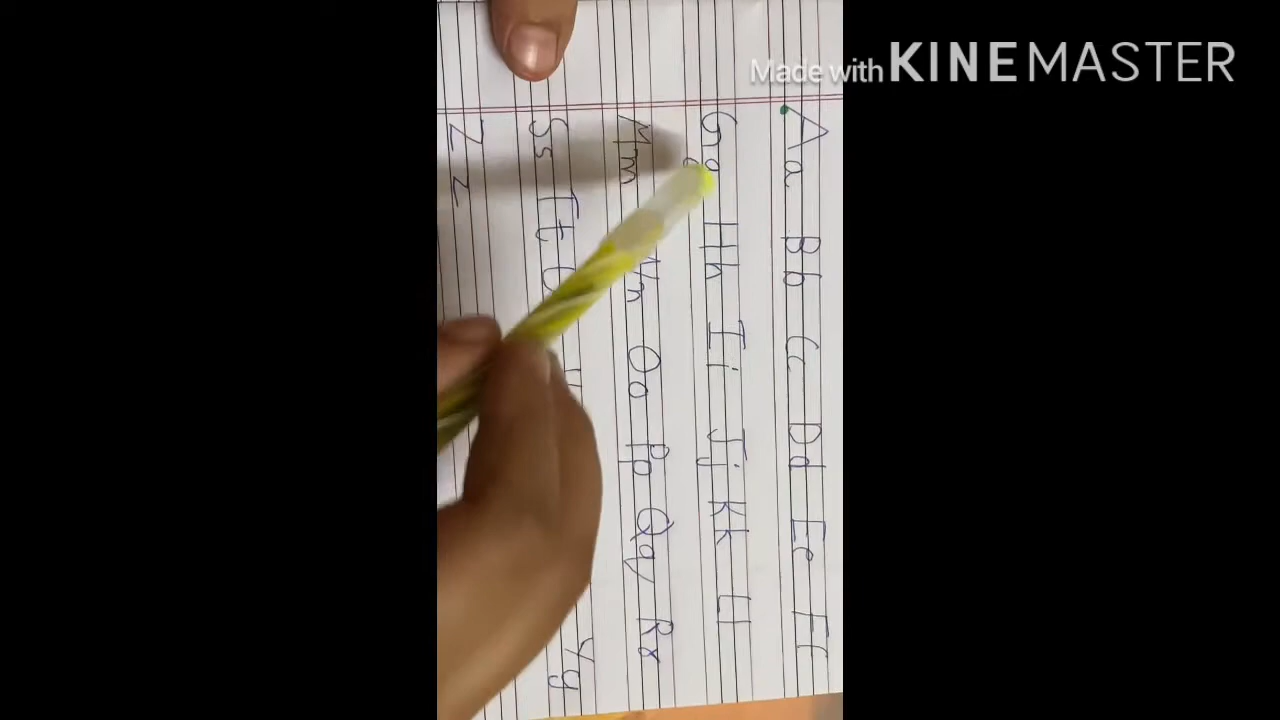 Made with KINEMASTER
Aa Bb Cc Dd Ee Ff
Gg Hh Ii Jj Kk Ll
Mm Nn Oo Pp Qq Rr
Ss Tt Yy
Zz